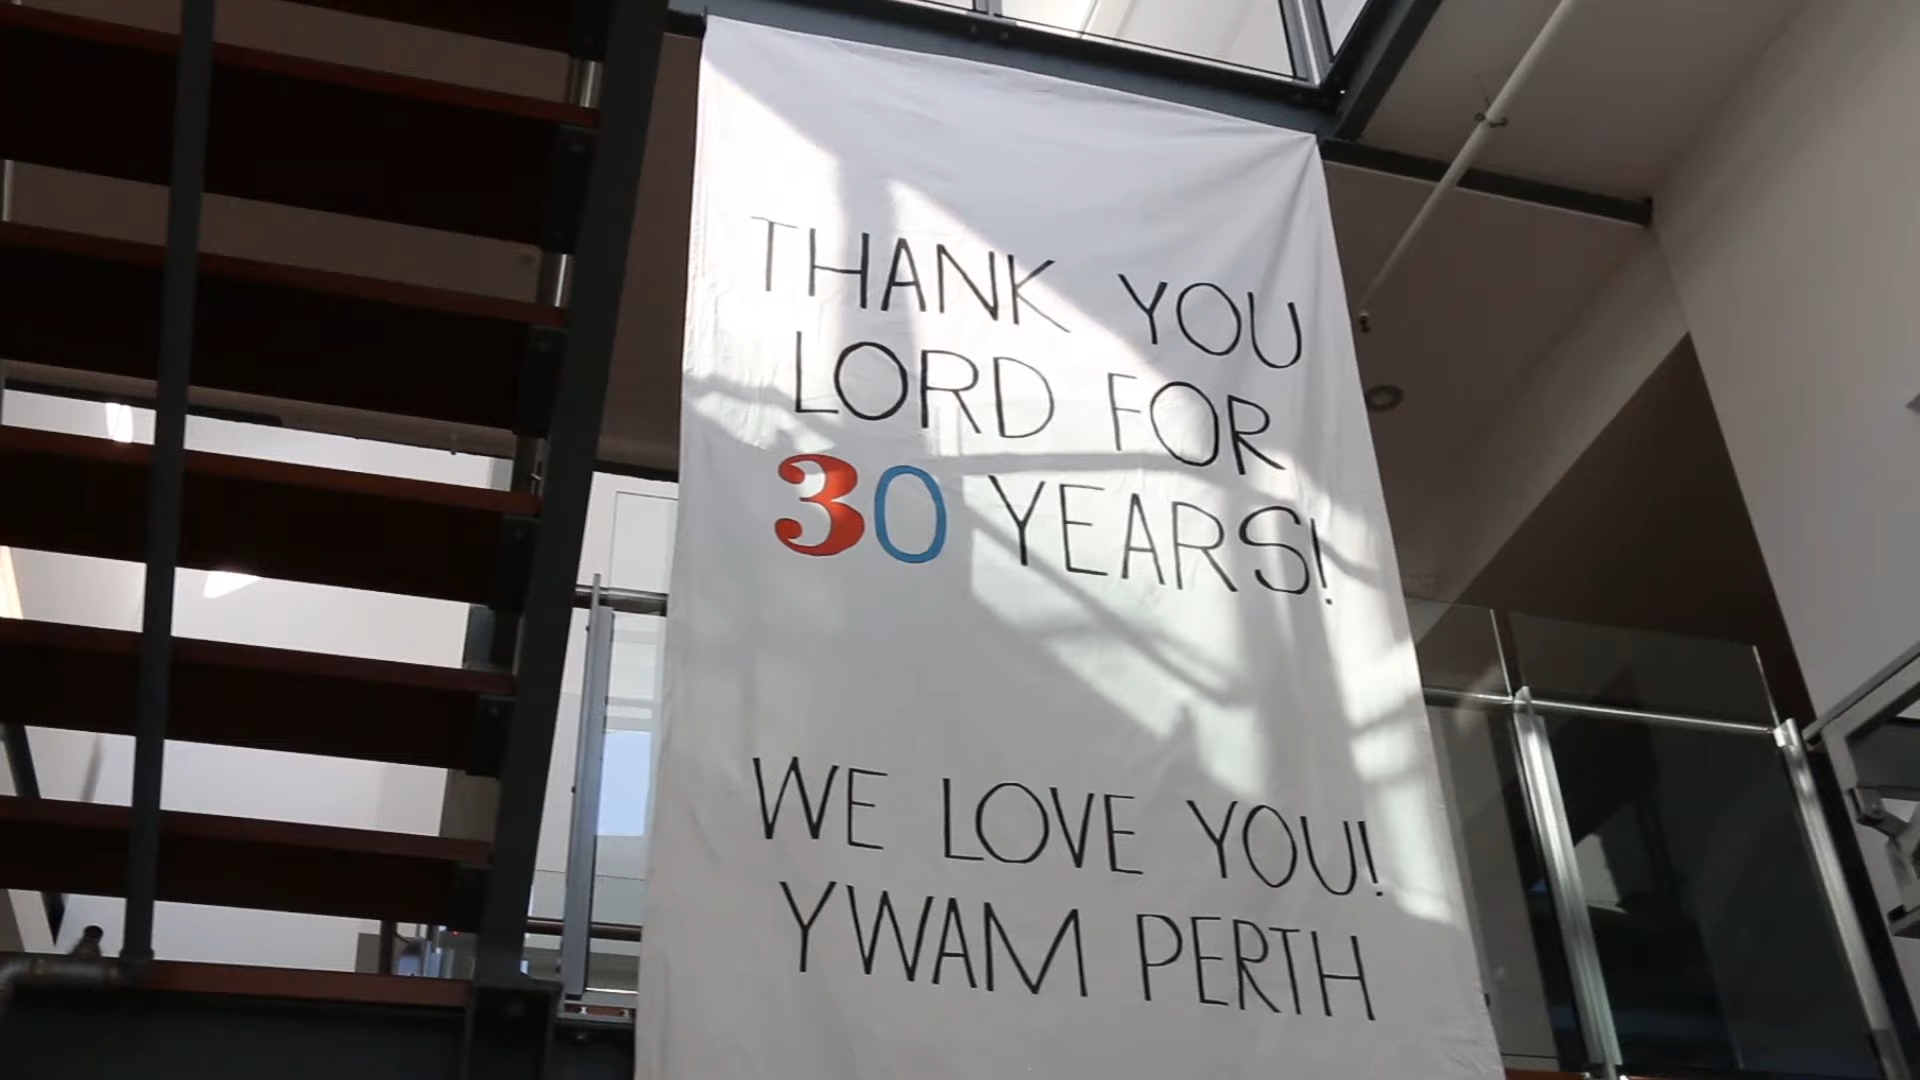 THANK YOU
LORD FOR
30 YEARS!
WE LOVE YOU!
YWAM PERTH